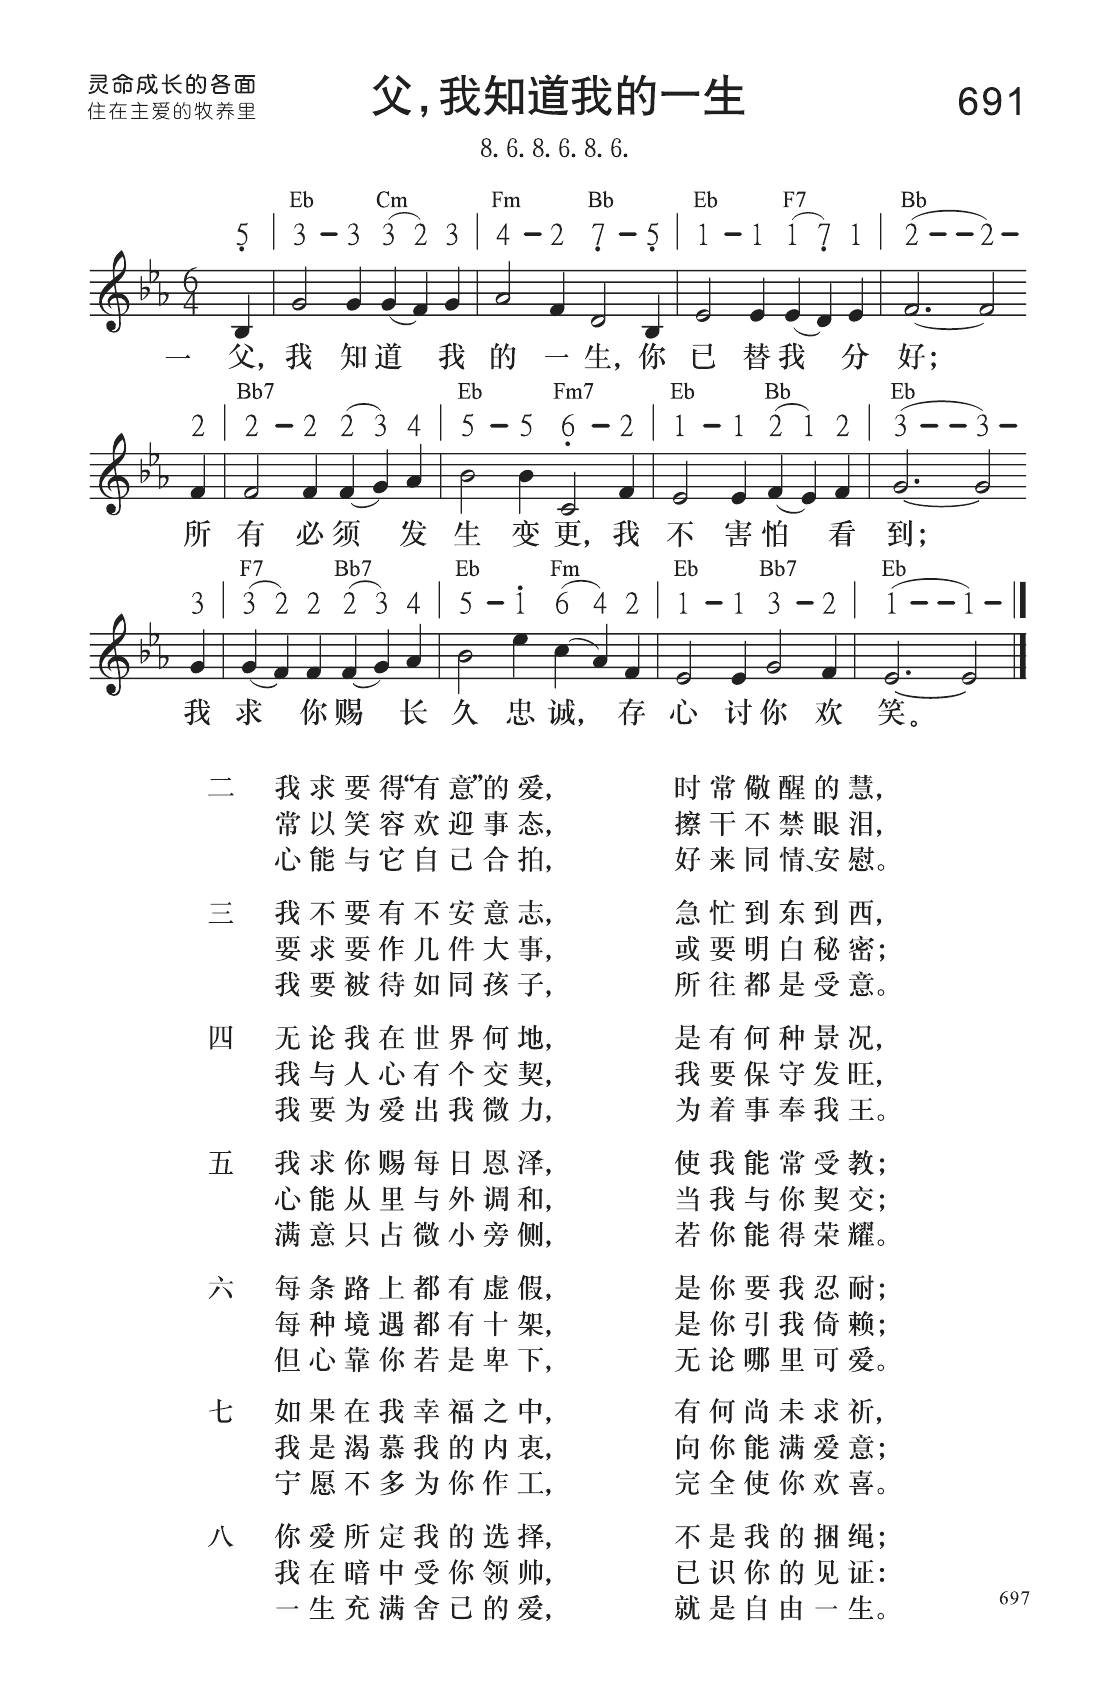 灵命成长的各面
住在主爱的牧养里
父,我知道我的一生
691
8.6.8.6.8.6.
Eb Cm Fm Bb Eb F7 Bb
5 | 3 - 3 3 2 3 | 4 - 2 7 - 5 | 1 - 1 1 7 1 | 2 - - 2 -
6
4
一 父,我 知道 我 的 一 生,你 已 替我 分 好;
Bb7 Eb Fm7 Eb Bb Eb
2 | 2 - 2 2 3 4 | 5 - 5 6 - 2 | 1 - 1 2 1 2 | 3 - - 3 -
所 有 必须 发 生 变 更,我 不 害怕 看 到;
F7 Bb7 Eb Fm Eb Bb7 Eb
3 | 3 2 2 2 3 4 | 5 - 1 6 4 2 | 1 - 1 3 - 2 | 1 - - 1 -
我 求 你赐 长 久 忠 诚,存 心 讨你 欢 笑。
二 我求要得“有意”的爱, 时常儆醒的慧,
常以笑容欢迎事态, 擦干不禁眼泪,
心能与它自己合拍, 好来同情、安慰。
三 我不要有不安意志, 急忙到东到西,
要求要作几件大事, 或要明白秘密;
我要被待如同孩子, 所往都是受意。
四 无论我在世界何地, 是有何种景况,
我与人心有个交契, 我要保守发旺,
我要为爱出我微力, 为着事奉我王。
五 我求你赐每日恩泽, 使我能常受教;
心能从里与外调和, 当我与你契交;
满意只占微小旁侧, 若你能得荣耀。
六 每条路上都有虚假, 是你要我忍耐;
每种境遇都有十架, 是你引我倚赖;
但心靠你若是卑下, 无论哪里可爱。
七 如果在我幸福之中, 有何尚未求祈,
我是渴慕我的内衷, 向你能满爱意;
宁愿不多为你作工, 完全使你欢喜。
八 你爱所定我的选择, 不是我的捆绳;
我在暗中受你领帅, 已识你的见证:
一生充满舍己的爱, 就是自由一生。
697